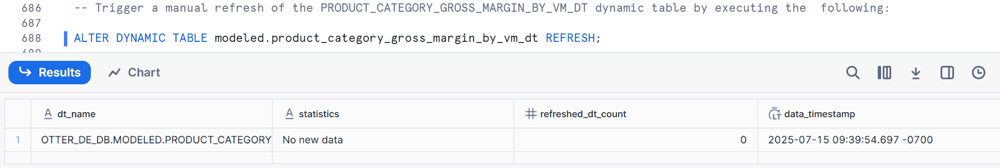 686 -- Trigger a manual refresh of the PRODUCT_CATEGORY_GROSS_MARGIN_BY_VM_DT dynamic table by executing the  following:
687
688 ALTER DYNAMIC TABLE modeled.product_category_gross_margin_by_vm_dt REFRESH;
Results Chart
dt_name statistics refreshed_dt_count data_timestamp
1 OTTER_DE_DB.MODELED.PRODUCT_CATEGORY No new data 0 2025-07-15 09:39:54.697 -0700